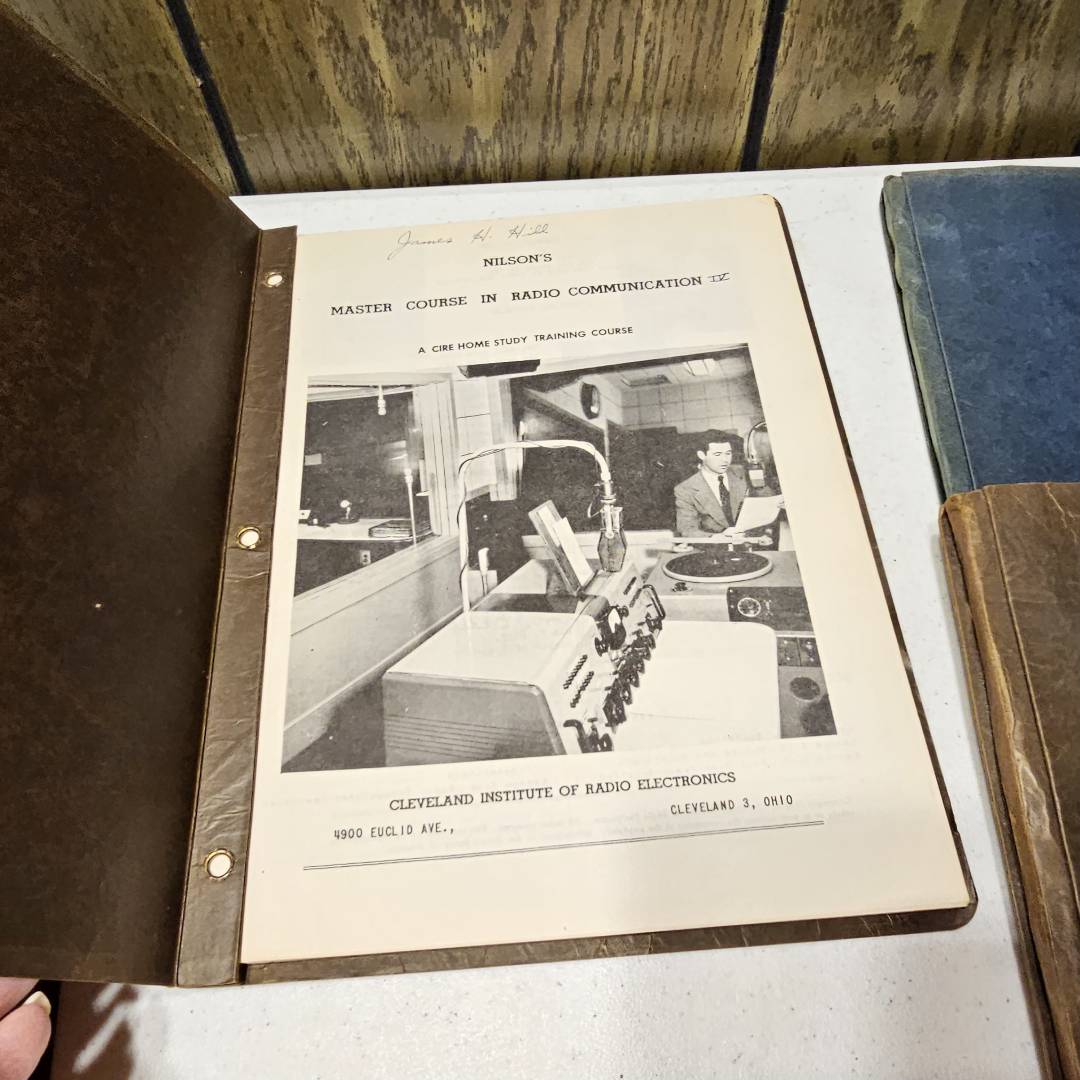 James H. Hill
NILSON'S
MASTER COURSE IN RADIO COMMUNICATION IV
A CIRE HOME STUDY TRAINING COURSE
CLEVELAND INSTITUTE OF RADIO ELECTRONICS
4900 EUCLID AVE., CLEVELAND 3, OHIO